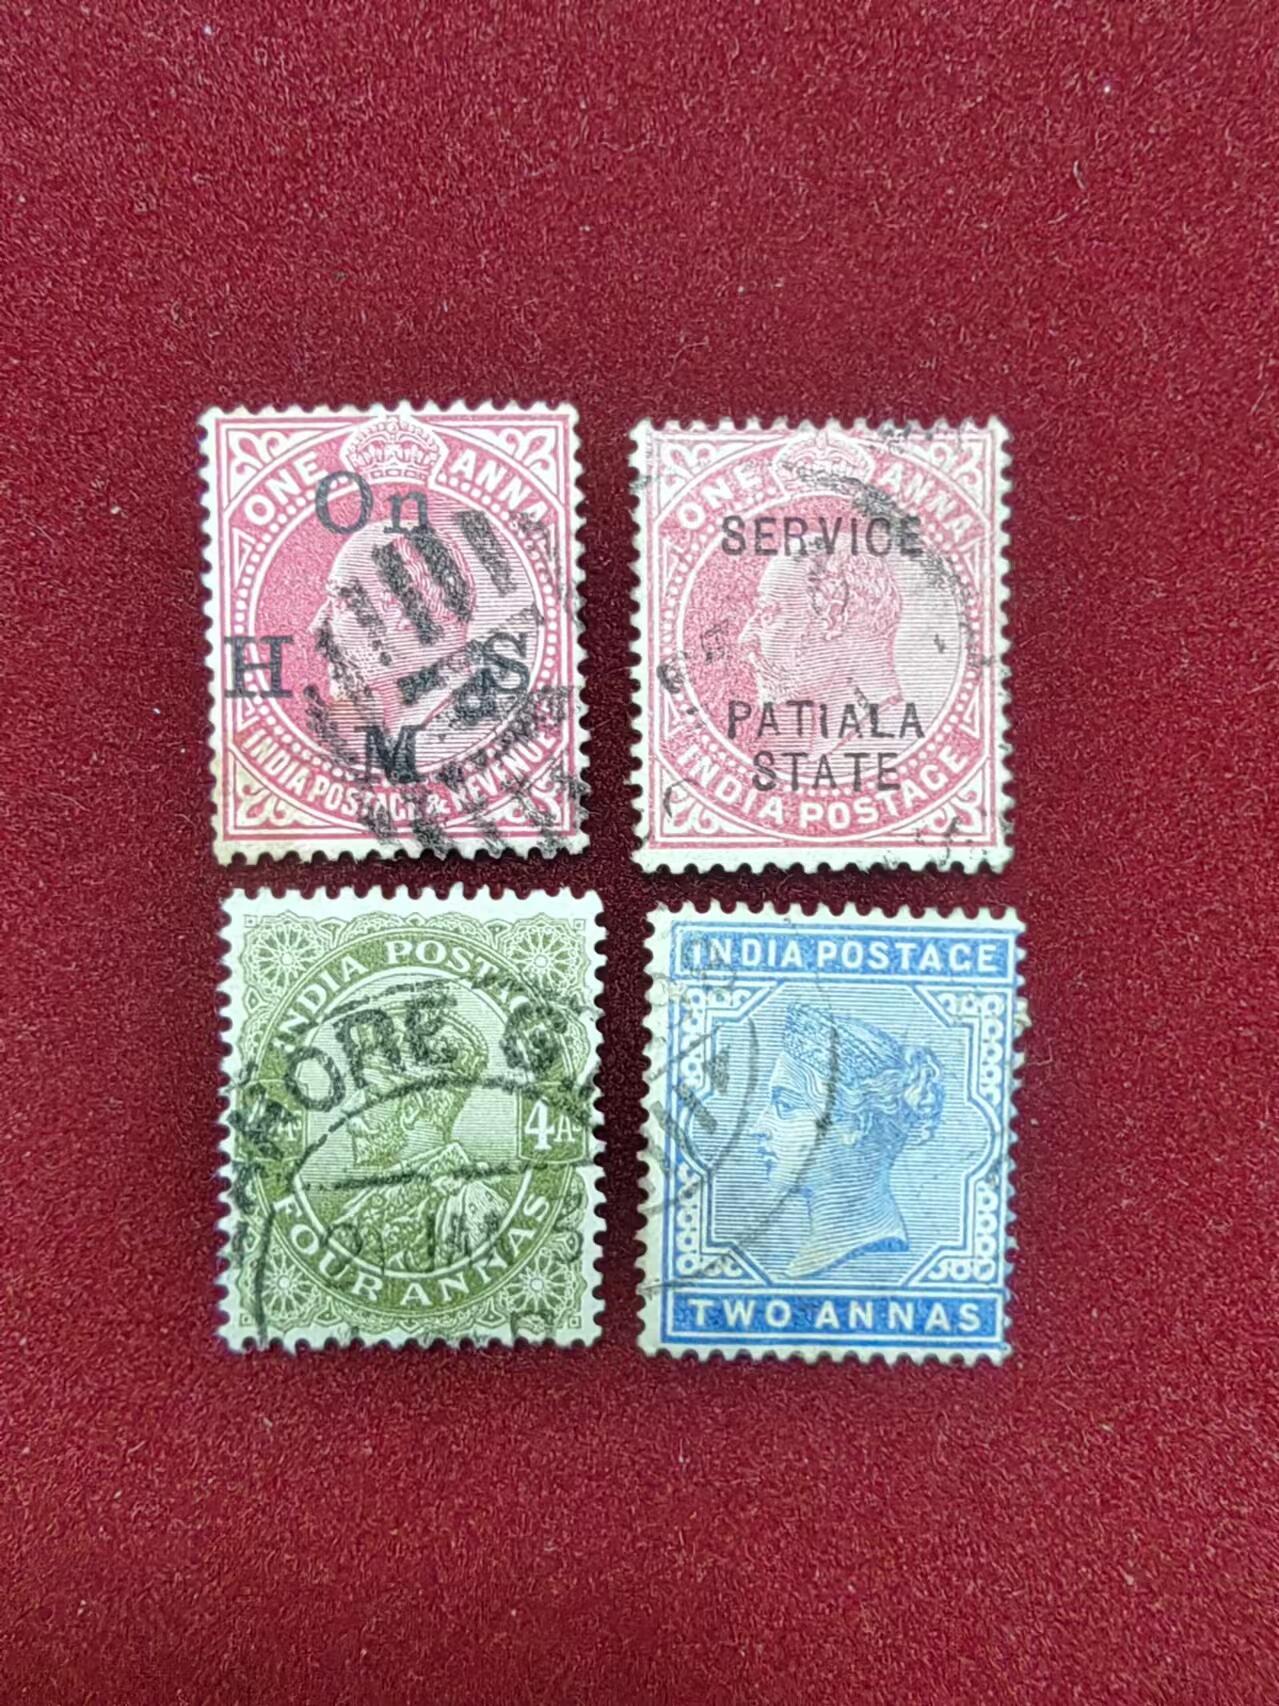 ONE ANNA
On
H S
M
INDIA POSTAGE & REVENUE
ONE ANNA
SERVICE
PATIALA
STATE
INDIA POSTAGE
INDIA POSTAGE
4A
FOUR ANNAS
INDIA POSTAGE
TWO ANNAS